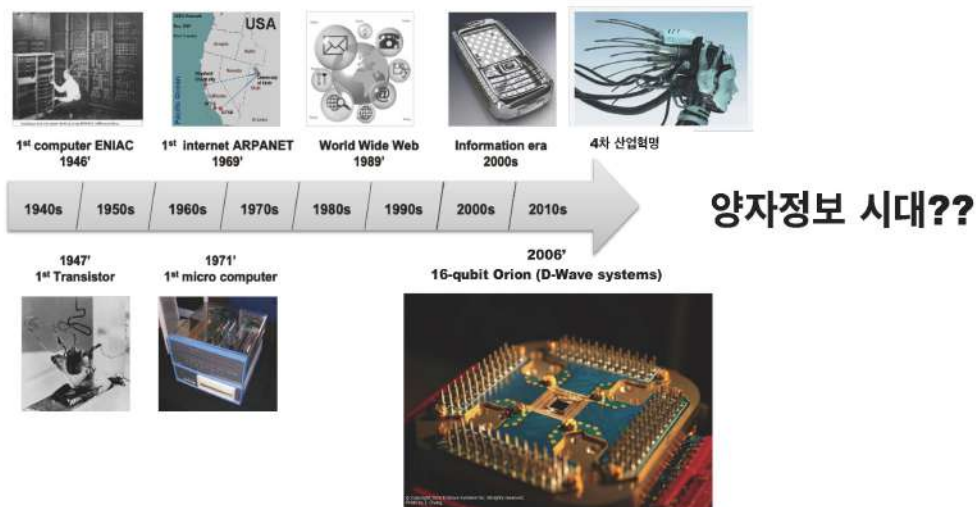 USA
Pacific Ocean
1st computer ENIAC
1946'
1st internet ARPANET
1969'
World Wide Web
1989'
Information era
2000s
4차 산업혁명
1940s
1950s
1960s
1970s
1980s
1990s
2000s
2010s
양자정보 시대??
1947'
1st Transistor
1971'
1st micro computer
2006'
16-qubit Orion (D-Wave systems)